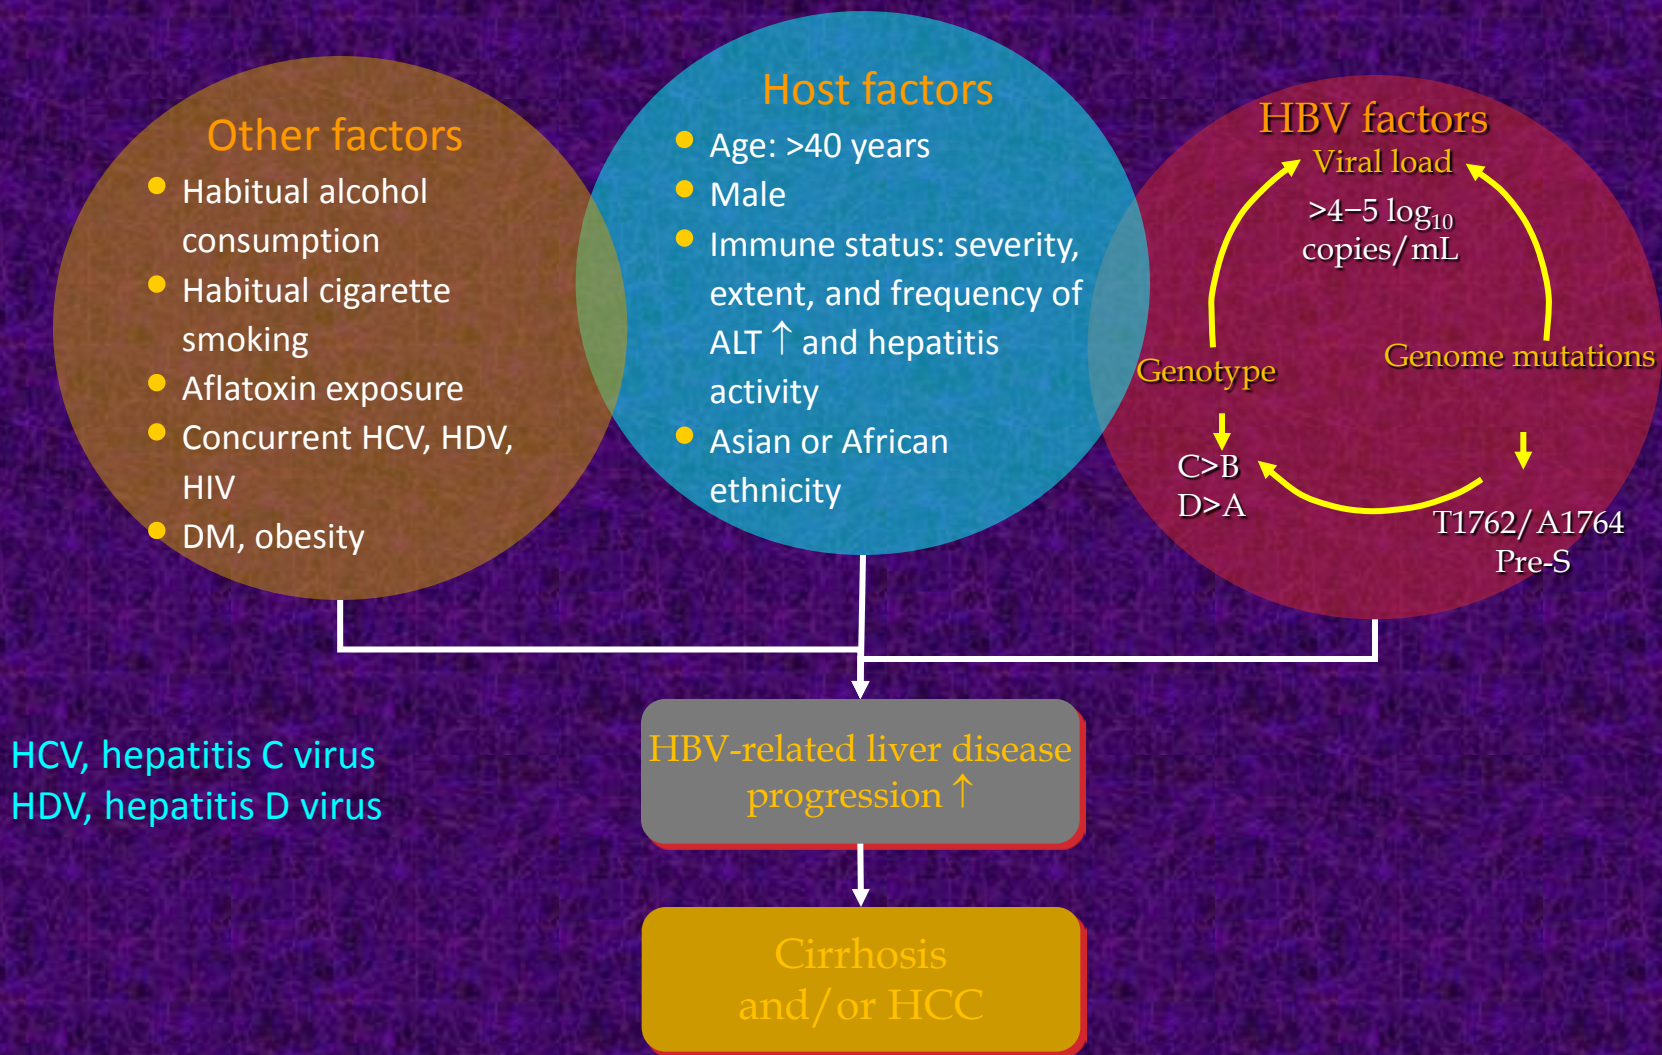 Other factors
Habitual alcohol
consumption
Habitual cigarette
smoking
Aflatoxin exposure
Concurrent HCV, HDV,
HIV
DM, obesity
Host factors
Age: >40 years
Male
Immune status: severity,
extent, and frequency of
ALT ↑ and hepatitis
activity
Asian or African
ethnicity
HBV factors
Viral load
>4–5 log₁₀
copies/mL
Genotype
Genome mutations
C>B
D>A
T1762/A1764
Pre-S
HBV-related liver disease
progression ↑
HCV, hepatitis C virus
HDV, hepatitis D virus
Cirrhosis
and/or HCC